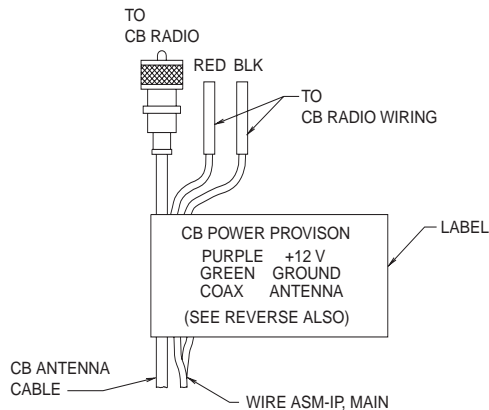 TO
CB RADIO
RED BLK
TO
CB RADIO WIRING
CB POWER PROVISON
PURPLE +12 V
GREEN GROUND
COAX ANTENNA
(SEE REVERSE ALSO)
LABEL
CB ANTENNA
CABLE
WIRE ASM-IP, MAIN